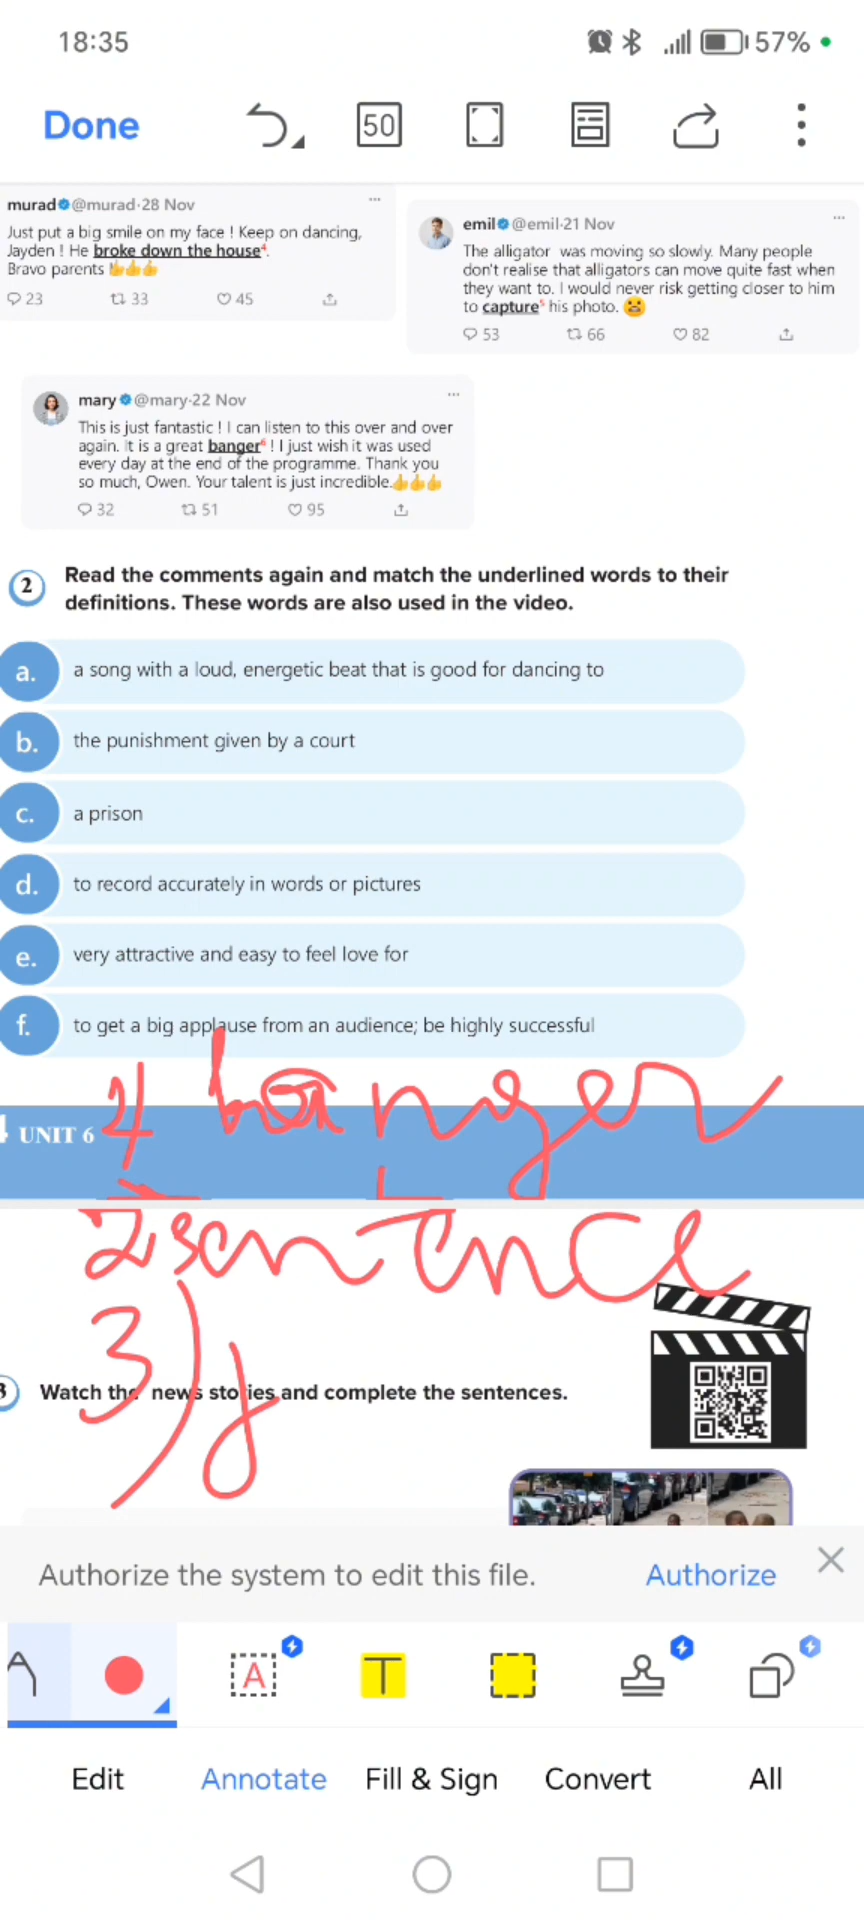 18:35
57%
Done
50
murad @murad·28 Nov
Just put a big smile on my face ! Keep on dancing,
Jayden ! He broke down the house⁴.
Bravo parents
23 33 45
emil @emil·21 Nov
The alligator was moving so slowly. Many people
don't realise that alligators can move quite fast when
they want to. I would never risk getting closer to him
to capture⁵ his photo.
53 66 82
mary @mary·22 Nov
This is just fantastic ! I can listen to this over and over
again. It is a great banger⁶ ! I just wish it was used
every day at the end of the programme. Thank you
so much, Owen. Your talent is just incredible.
32 51 95
2 Read the comments again and match the underlined words to their
definitions. These words are also used in the video.
a. a song with a loud, energetic beat that is good for dancing to
b. the punishment given by a court
c. a prison
d. to record accurately in words or pictures
e. very attractive and easy to feel love for
f. to get a big applause from an audience; be highly successful
banger
UNIT 6
2 sentence
3) j
Watch the news stories and complete the sentences.
Authorize the system to edit this file. Authorize
A T
Edit Annotate Fill & Sign Convert All